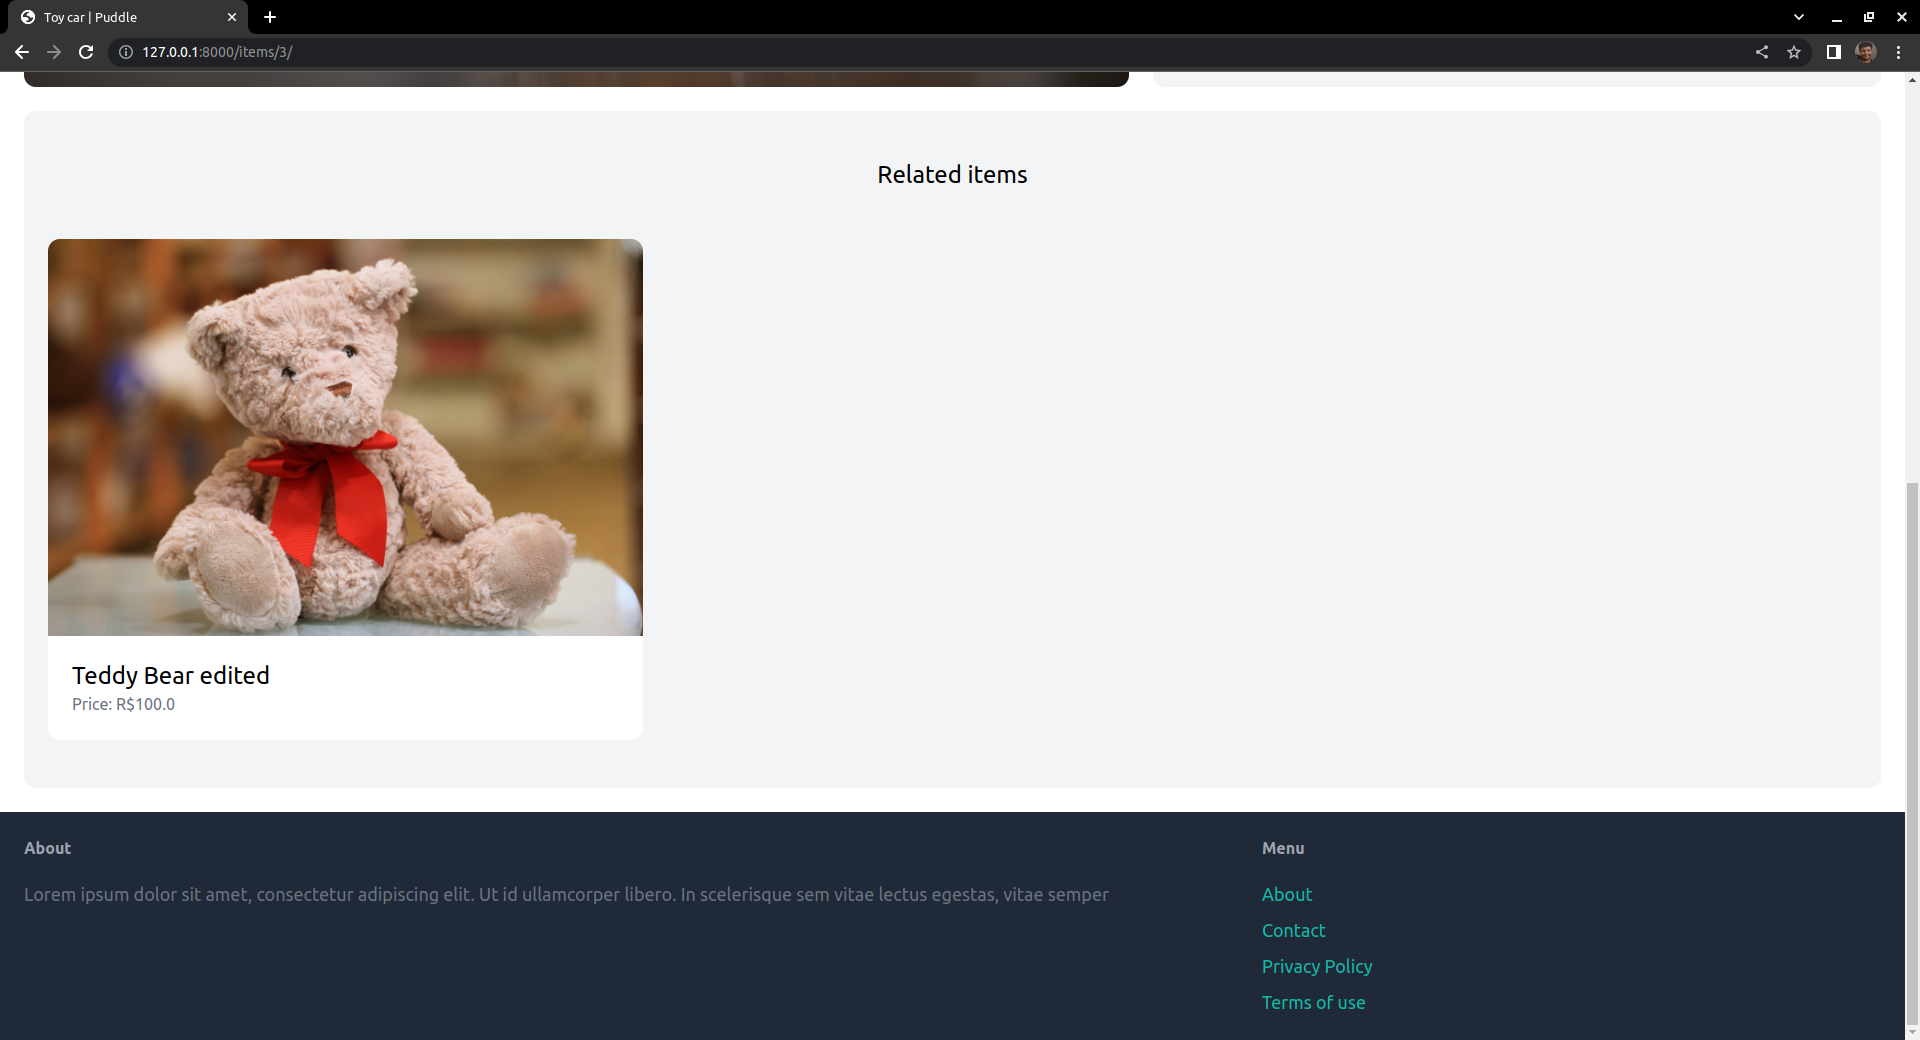 Toy car | Puddle
127.0.0.1:8000/items/3/
Related items
Teddy Bear edited
Price: R$100.0
About
Lorem ipsum dolor sit amet, consectetur adipiscing elit. Ut id ullamcorper libero. In scelerisque sem vitae lectus egestas, vitae semper
Menu
About
Contact
Privacy Policy
Terms of use